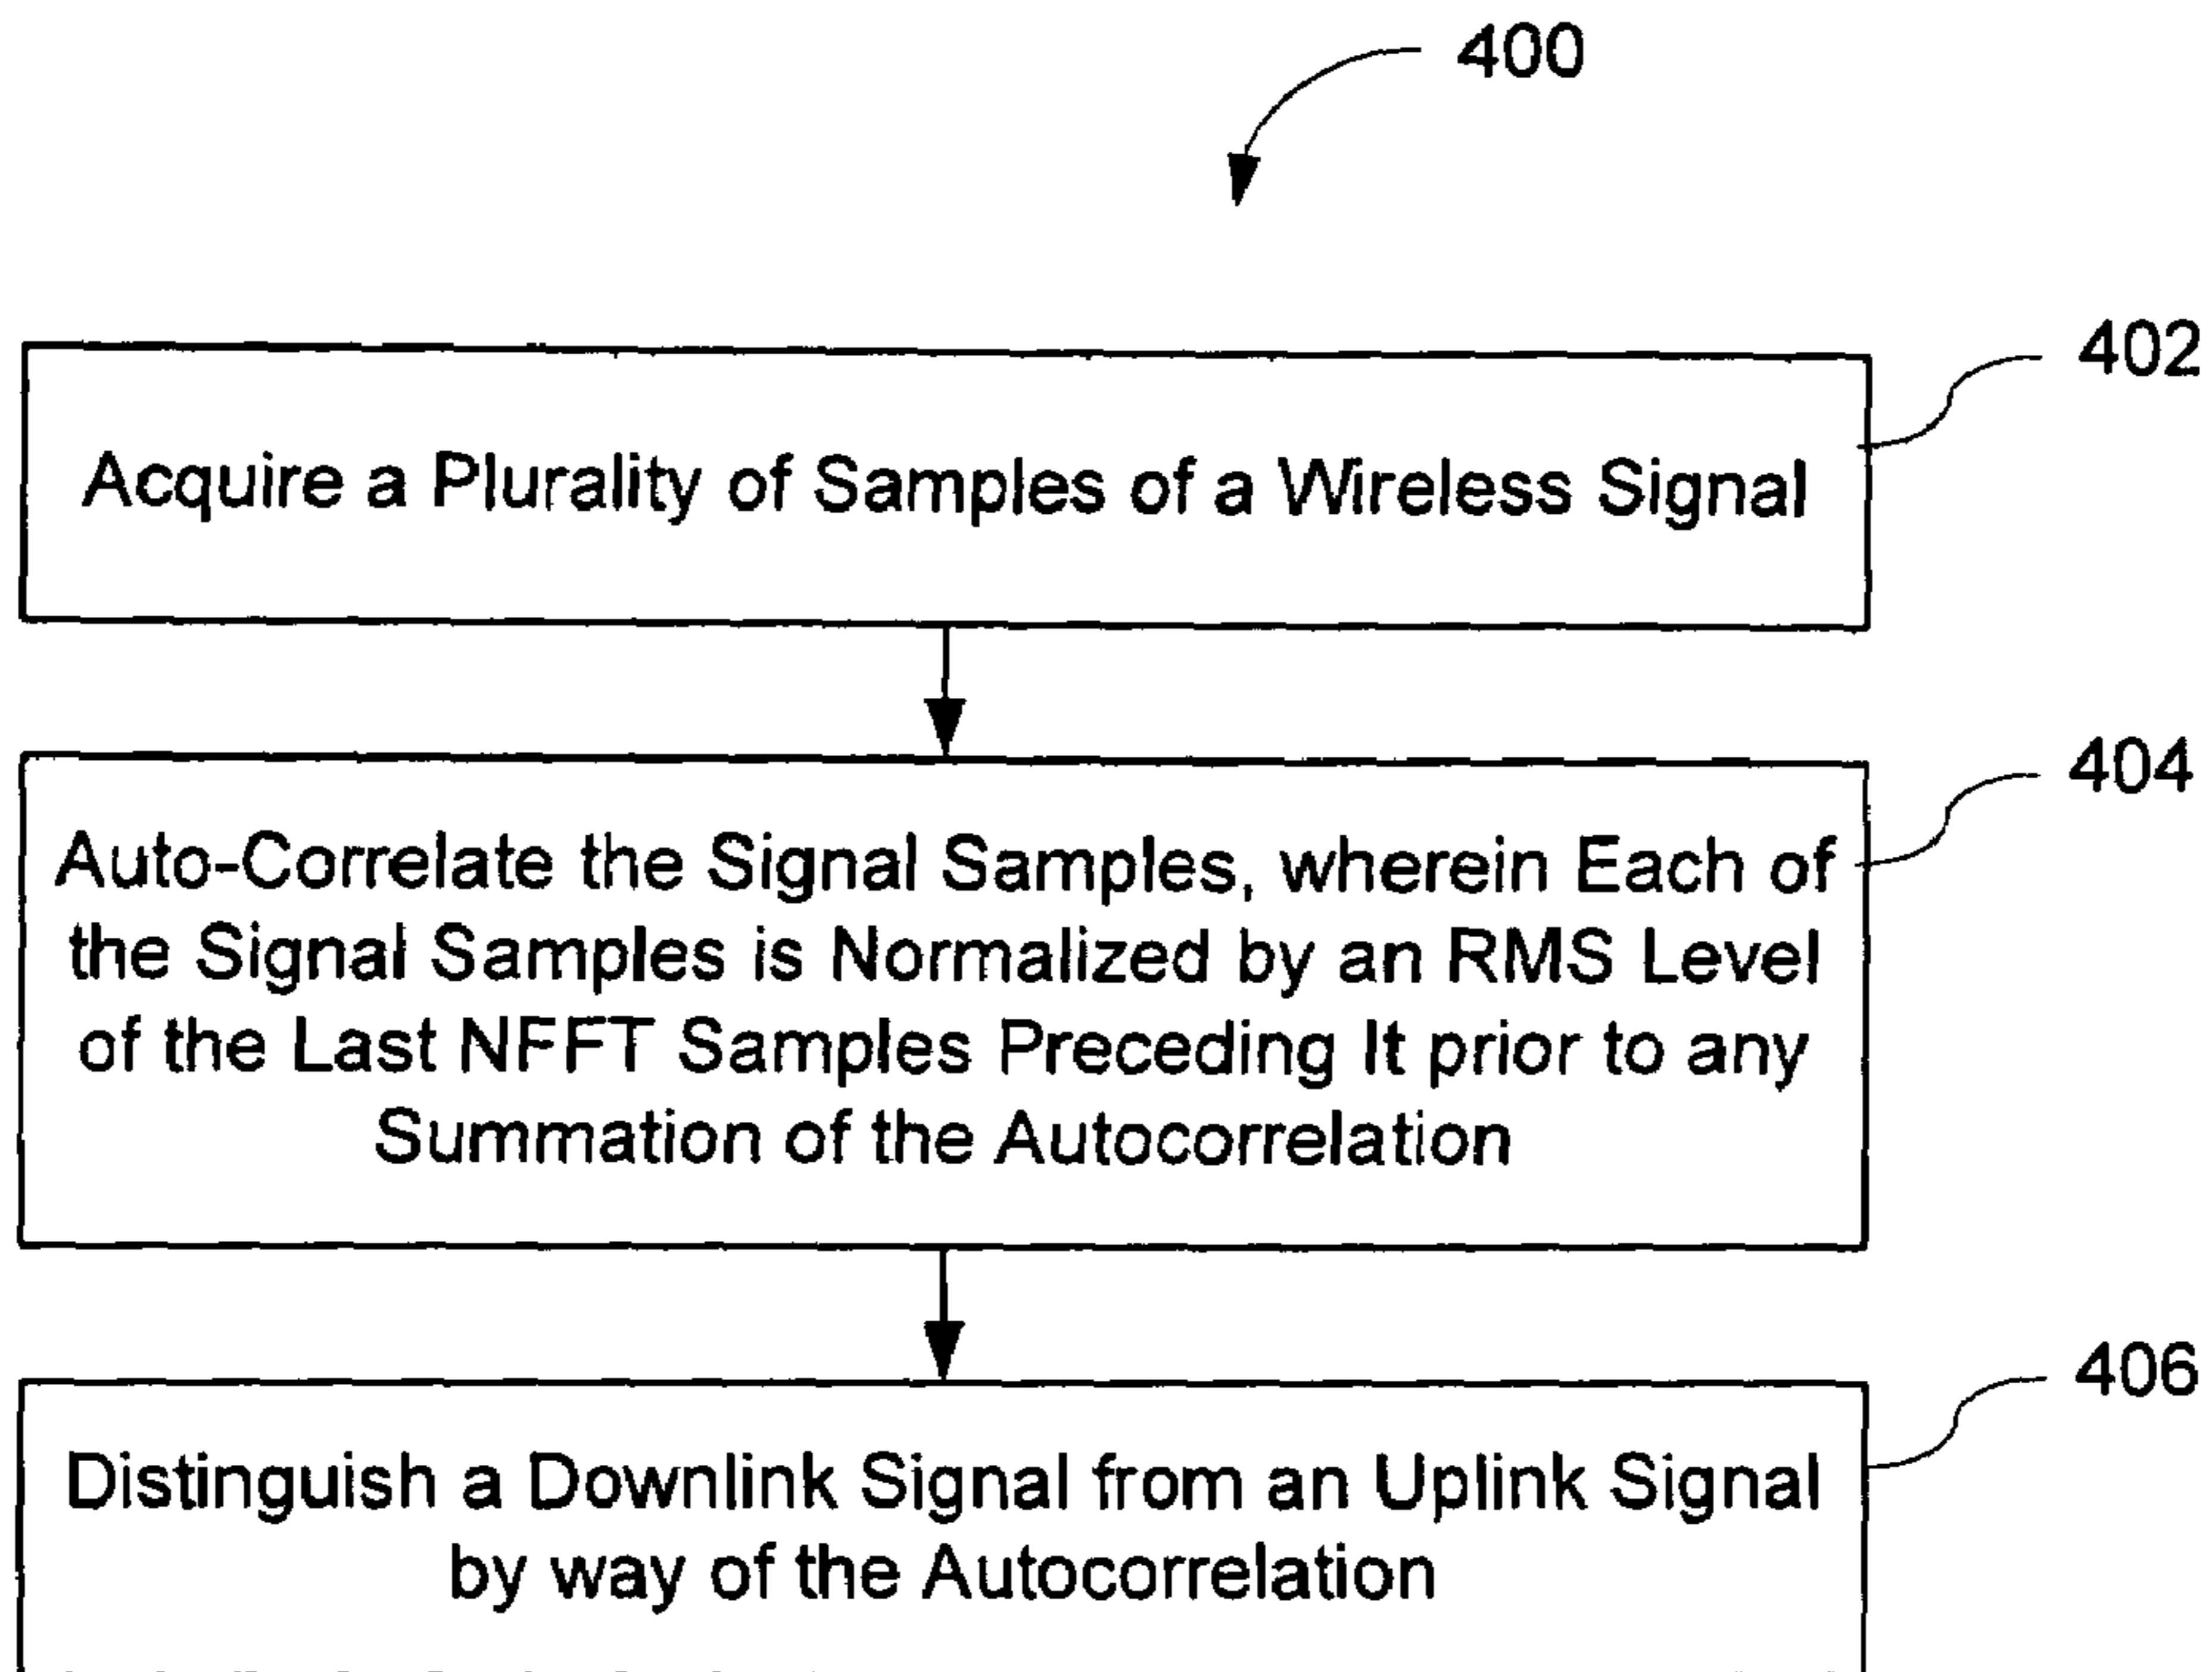 400
402
Acquire a Plurality of Samples of a Wireless Signal
404
Auto-Correlate the Signal Samples, wherein Each of
the Signal Samples is Normalized by an RMS Level
of the Last NFFT Samples Preceding It prior to any
Summation of the Autocorrelation
406
Distinguish a Downlink Signal from an Uplink Signal
by way of the Autocorrelation